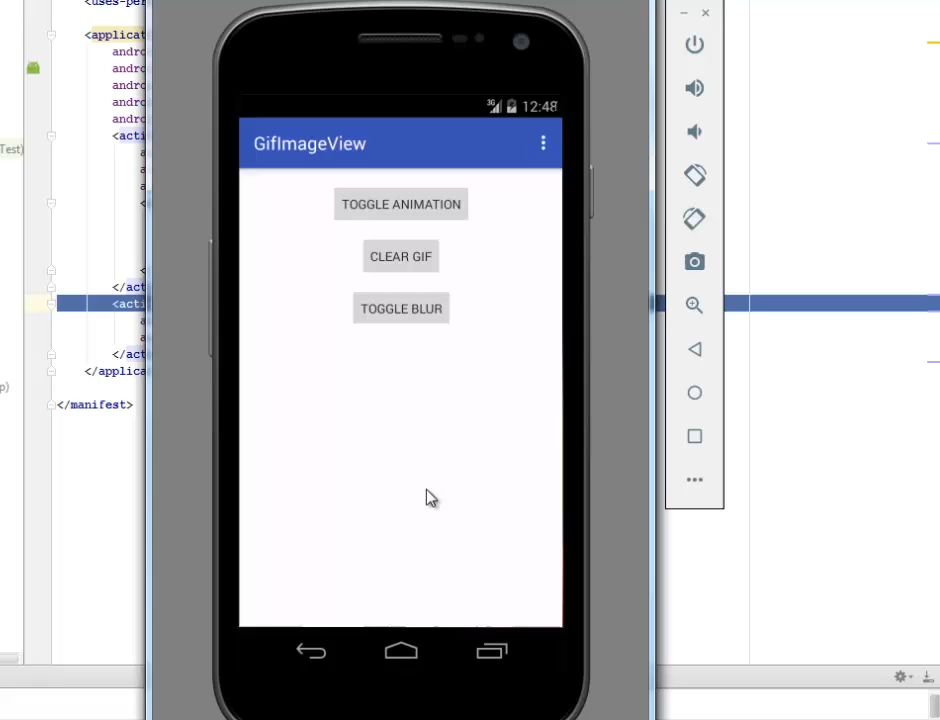 <uses-per
<applicat
andro
andro
andro
andro
andro
<acti
Test)
a
a
a
<
<
</act
<acti
a
a
</act
</applica
p)
</manifest>
3G 12:48
GifImageView
TOGGLE ANIMATION
CLEAR GIF
TOGGLE BLUR